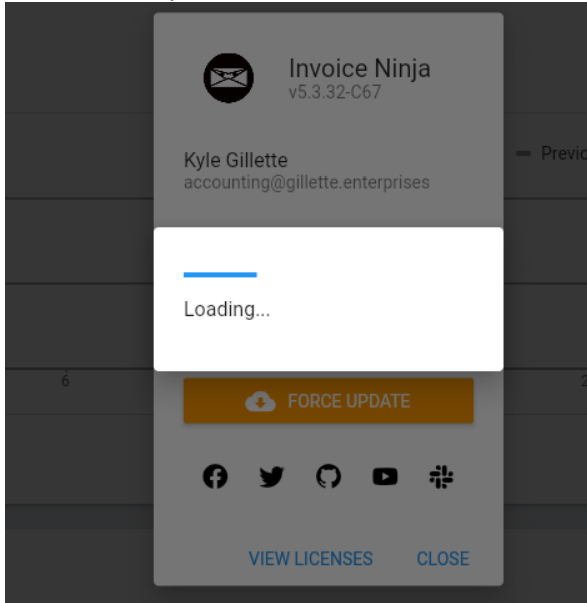 Invoice Ninja
v5.3.32-C67
Kyle Gillette
accounting@gillette.enterprises
Loading...
FORCE UPDATE
VIEW LICENSES CLOSE
6
2